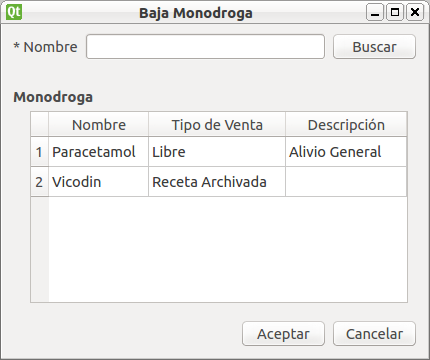 Qt Baja Monodroga
* Nombre Buscar
Monodroga
Nombre Tipo de Venta Descripción
1 Paracetamol Libre Alivio General
2 Vicodin Receta Archivada
Aceptar Cancelar